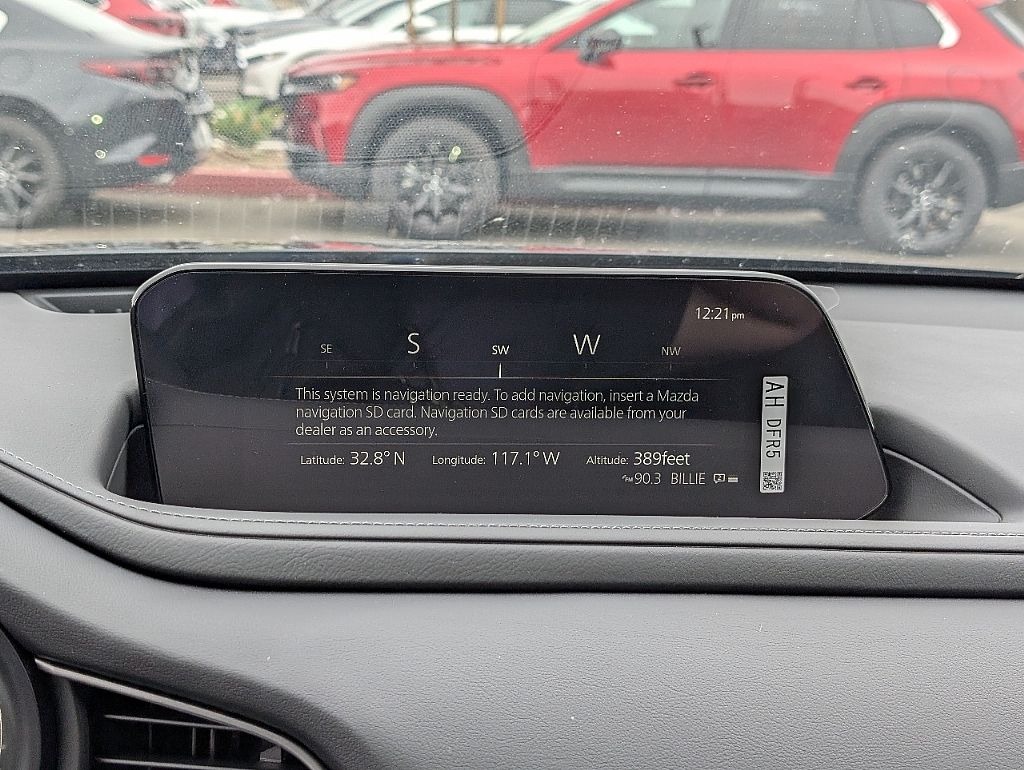 12:21pm
SE S SW W NW
This system is navigation ready. To add navigation, insert a Mazda
navigation SD card. Navigation SD cards are available from your
dealer as an accessory.
Latitude: 32.8° N Longitude: 117.1° W Altitude: 389feet
FM 90.3 BILLIE
AH DFR5